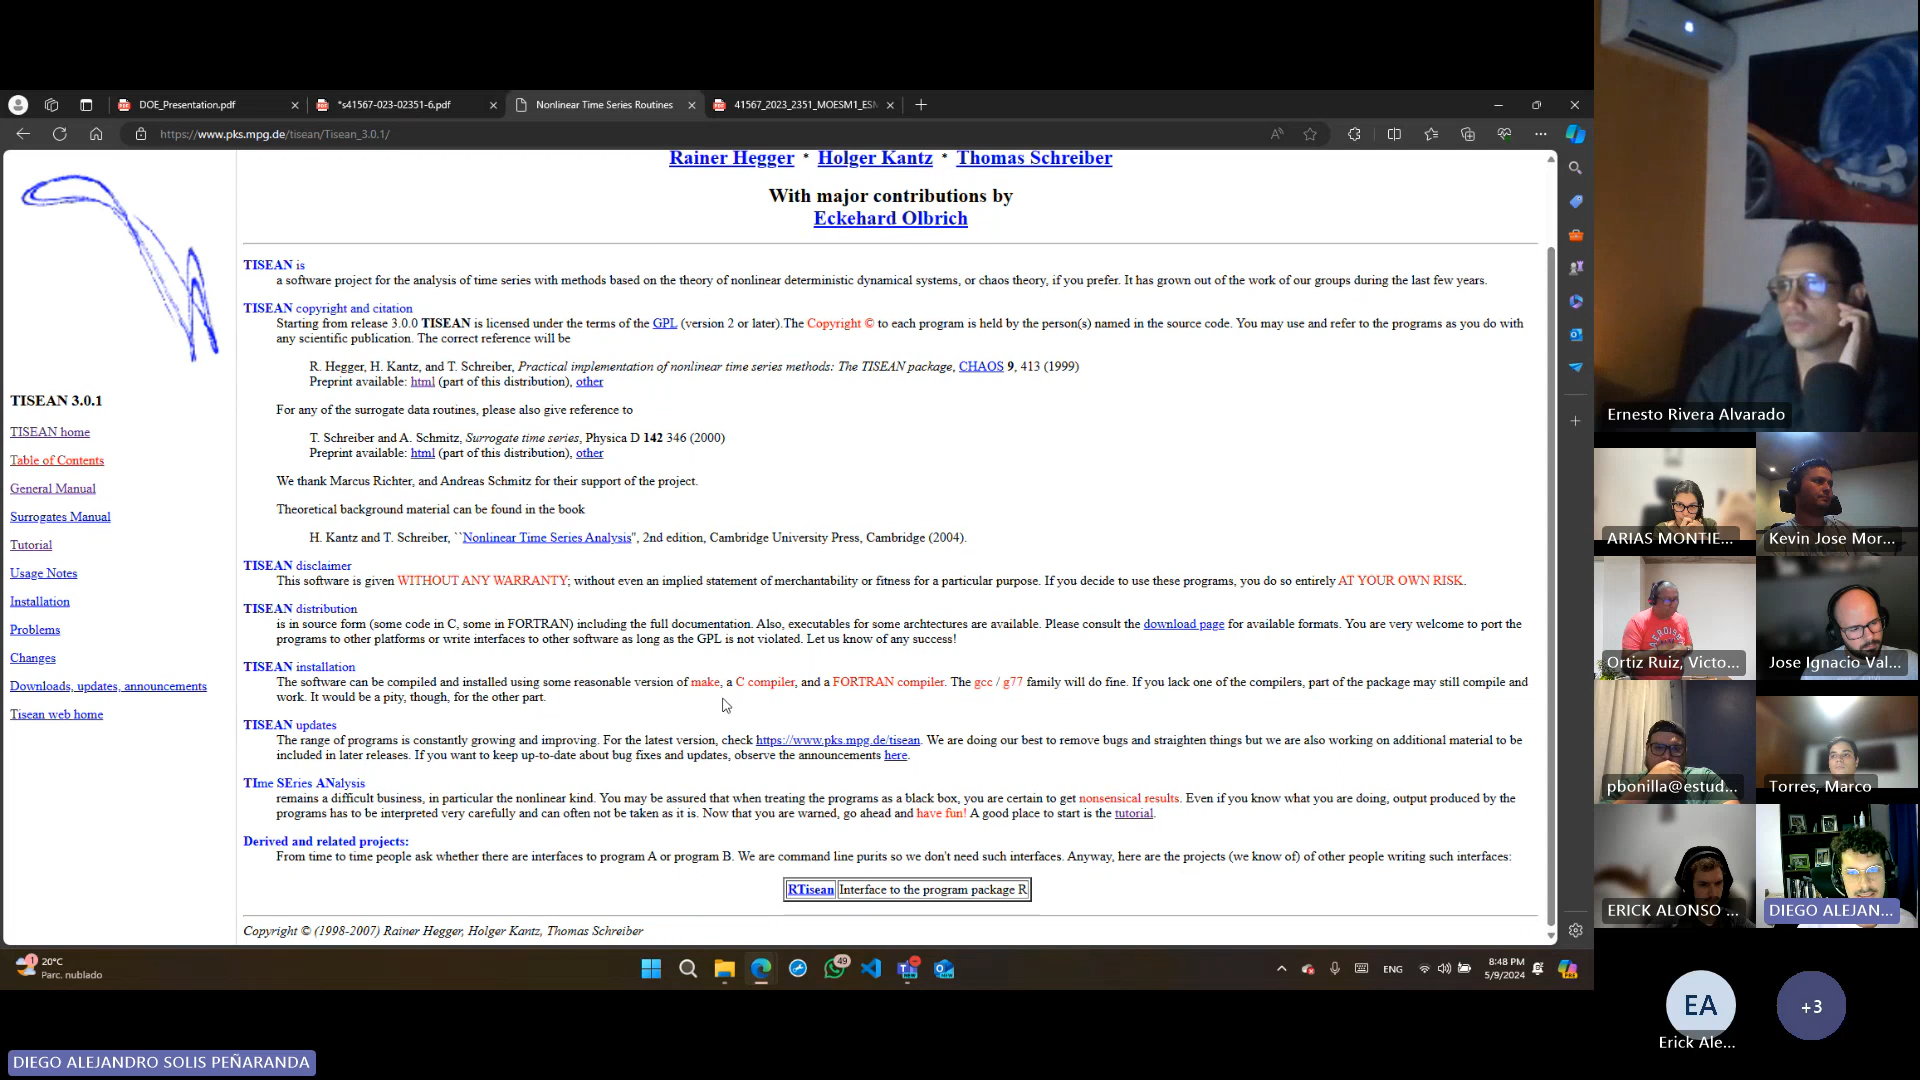 DOE_Presentation.pdf
*s41567-023-02351-6.pdf
Nonlinear Time Series Routines
41567_2023_2351_MOESM1_ESM
https://www.pks.mpg.de/tisean/Tisean_3.0.1/
Rainer Hegger * Holger Kantz * Thomas Schreiber
With major contributions by
Eckehard Olbrich
TISEAN 3.0.1
TISEAN home
Table of Contents
General Manual
Surrogates Manual
Tutorial
Usage Notes
Installation
Problems
Changes
Downloads, updates, announcements
Tisean web home
TISEAN is
a software project for the analysis of time series with methods based on the theory of nonlinear deterministic dynamical systems, or chaos theory, if you prefer. It has grown out of the work of our groups during the last few years.
TISEAN copyright and citation
Starting from release 3.0.0 TISEAN is licensed under the terms of the GPL (version 2 or later).The Copyright © to each program is held by the person(s) named in the source code. You may use and refer to the programs as you do with
any scientific publication. The correct reference will be
R. Hegger, H. Kantz, and T. Schreiber, Practical implementation of nonlinear time series methods: The TISEAN package, CHAOS 9, 413 (1999)
Preprint available: html (part of this distribution), other
For any of the surrogate data routines, please also give reference to
T. Schreiber and A. Schmitz, Surrogate time series, Physica D 142 346 (2000)
Preprint available: html (part of this distribution), other
We thank Marcus Richter, and Andreas Schmitz for their support of the project.
Theoretical background material can be found in the book
H. Kantz and T. Schreiber, ``Nonlinear Time Series Analysis'', 2nd edition, Cambridge University Press, Cambridge (2004).
TISEAN disclaimer
This software is given WITHOUT ANY WARRANTY; without even an implied statement of merchantability or fitness for a particular purpose. If you decide to use these programs, you do so entirely AT YOUR OWN RISK.
TISEAN distribution
is in source form (some code in C, some in FORTRAN) including the full documentation. Also, executables for some archtectures are available. Please consult the download page for available formats. You are very welcome to port the
programs to other platforms or write interfaces to other software as long as the GPL is not violated. Let us know of any success!
TISEAN installation
The software can be compiled and installed using some reasonable version of make, a C compiler, and a FORTRAN compiler. The gcc / g77 family will do fine. If you lack one of the compilers, part of the package may still compile and
work. It would be a pity, though, for the other part.
TISEAN updates
The range of programs is constantly growing and improving. For the latest version, check https://www.pks.mpg.de/tisean. We are doing our best to remove bugs and straighten things but we are also working on additional material to be
included in later releases. If you want to keep up-to-date about bug fixes and updates, observe the announcements here.
TIme SEries ANalysis
remains a difficult business, in particular the nonlinear kind. You may be assured that when treating the programs as a black box, you are certain to get nonsensical results. Even if you know what you are doing, output produced by the
programs has to be interpreted very carefully and can often not be taken as it is. Now that you are warned, go ahead and have fun! A good place to start is the tutorial.
Derived and related projects:
From time to time people ask whether there are interfaces to program A or program B. We are command line purits so we don't need such interfaces. Anyway, here are the projects (we know of) of other people writing such interfaces:
RTisean Interface to the program package R
Copyright © (1998-2007) Rainer Hegger, Holger Kantz, Thomas Schreiber
1
20°C
Parc. nublado
49
ENG
8:48 PM
5/9/2024
DIEGO ALEJANDRO SOLIS PEÑARANDA
Ernesto Rivera Alvarado
ARIAS MONTIE...
Kevin Jose Mor...
Ortiz Ruiz, Victo...
Jose Ignacio Val...
pbonilla@estud...
Torres, Marco
ERICK ALONSO ...
DIEGO ALEJAN...
EA
+3
Erick Ale...